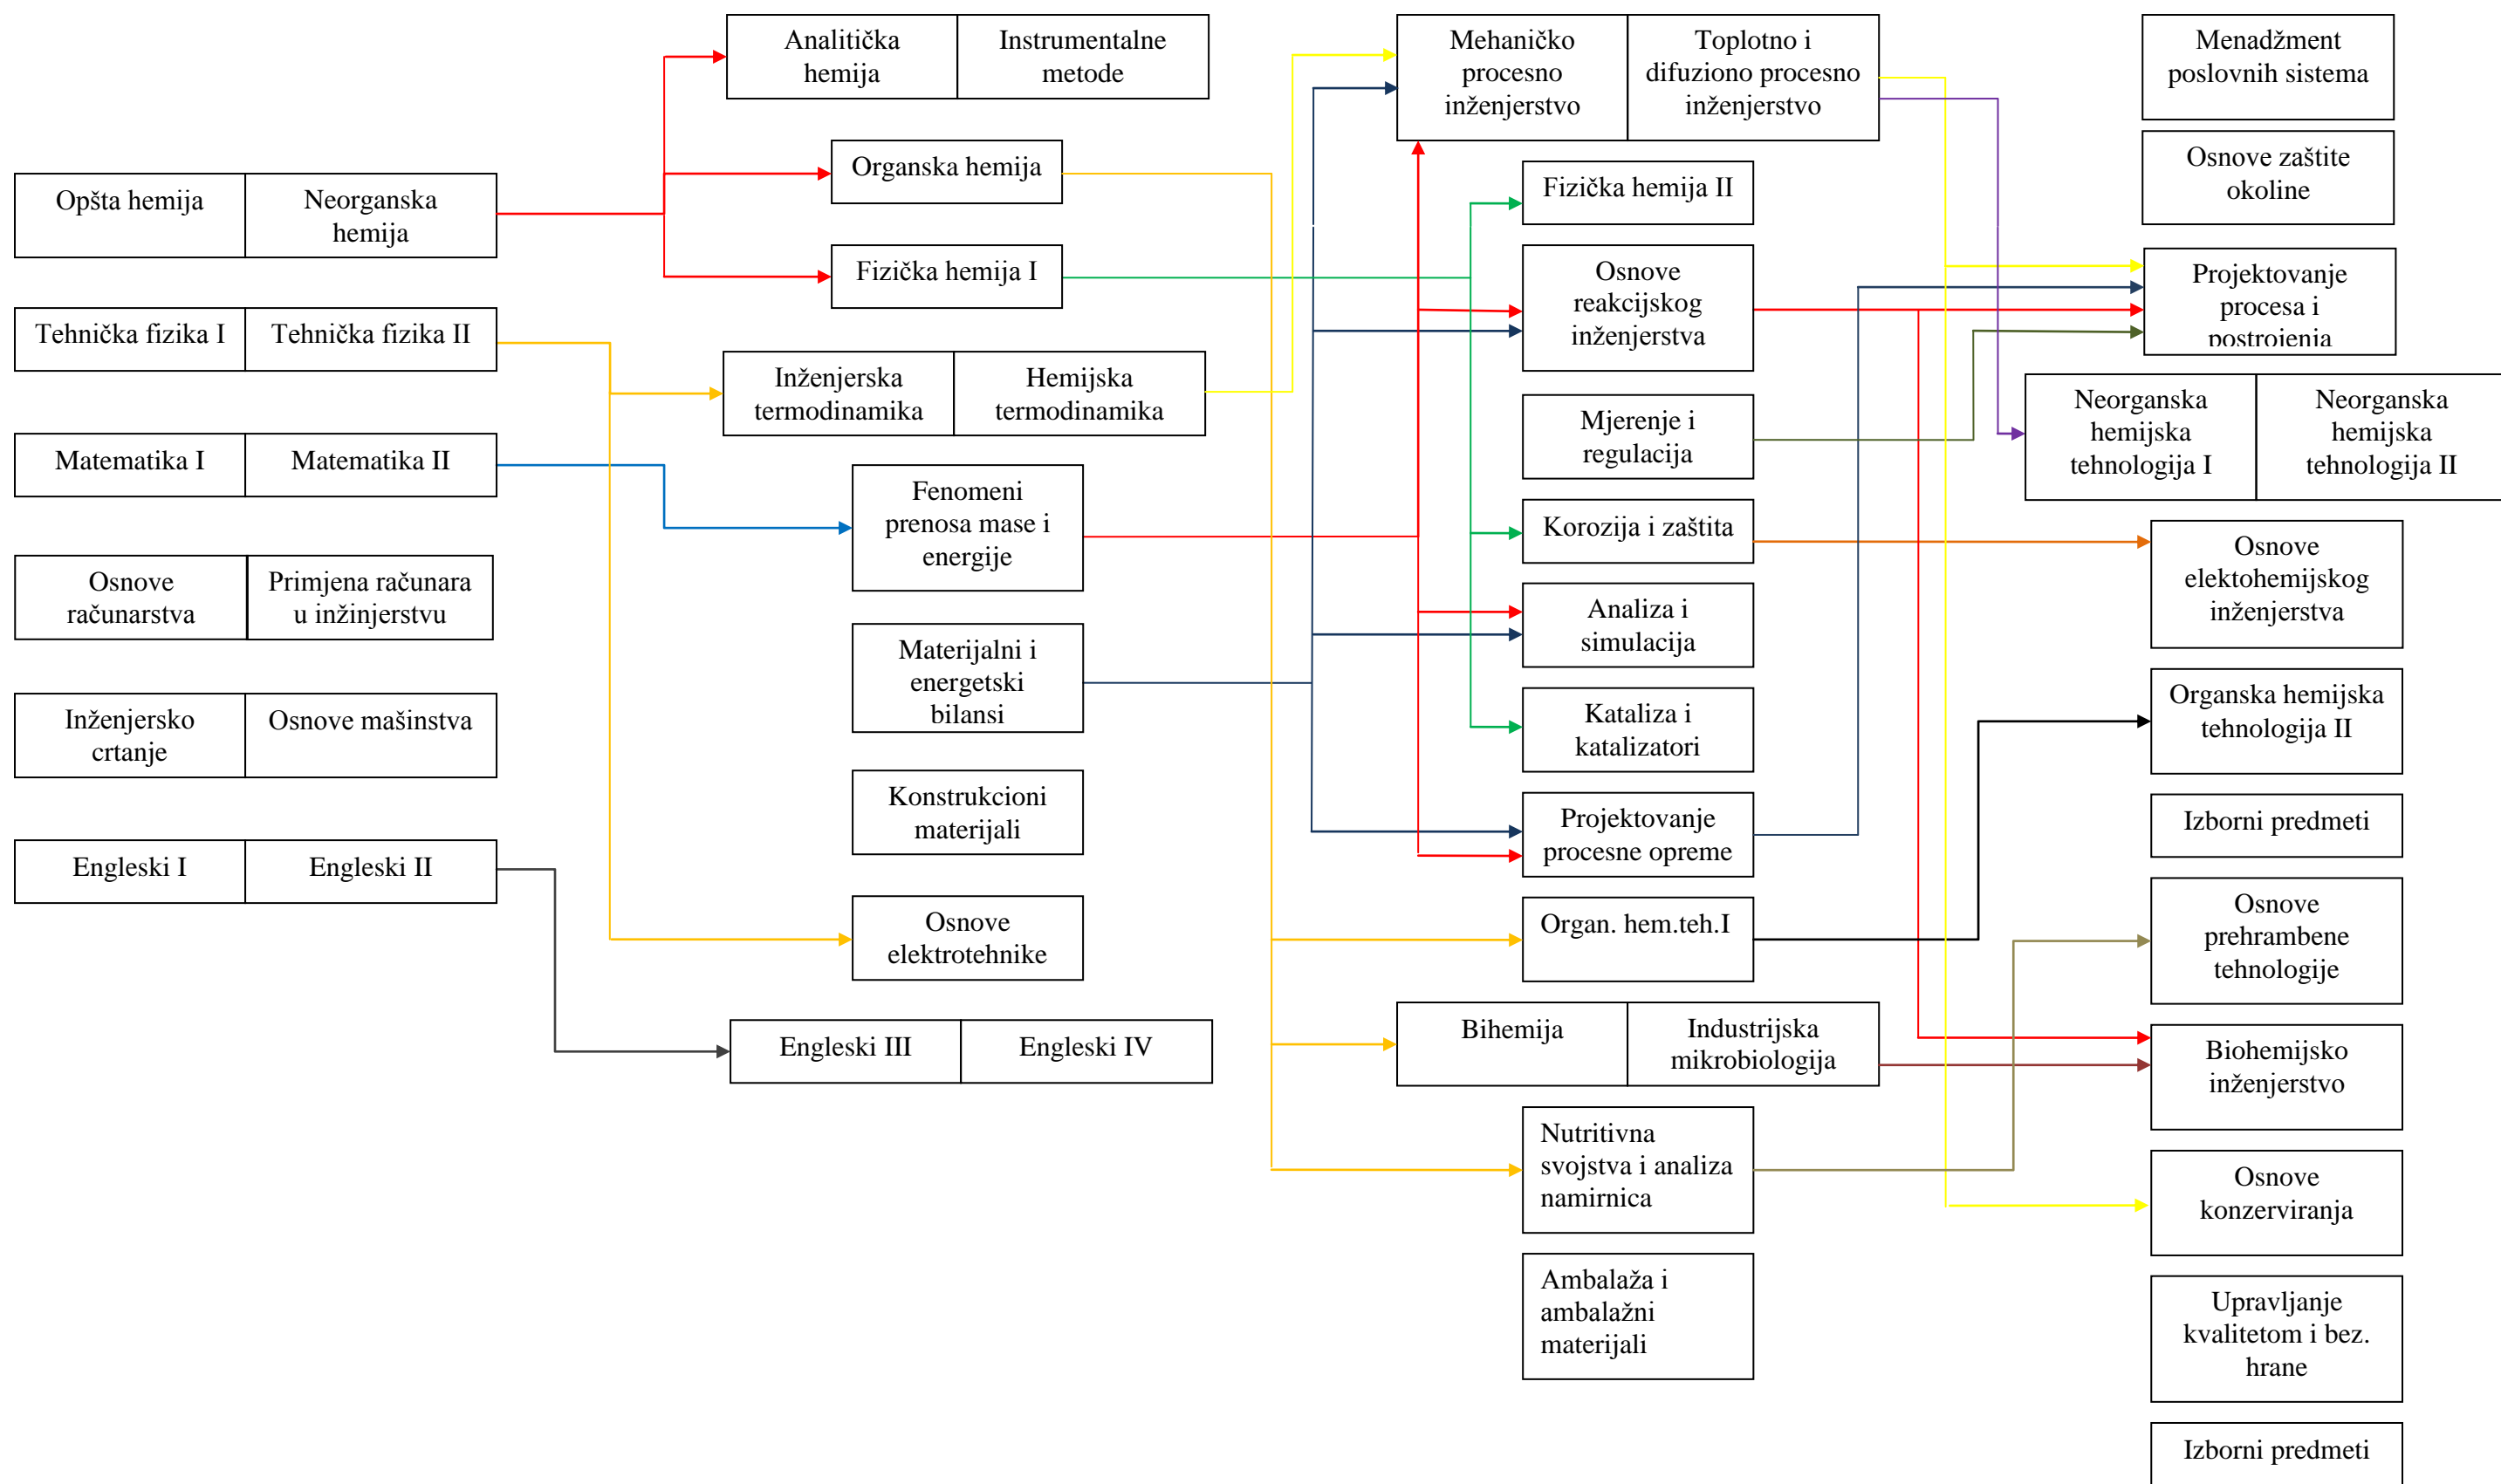 Opšta hemija
Neorganska
hemija
Tehnička fizika I
Tehnička fizika II
Matematika I
Matematika II
Osnove
računarstva
Primjena računara
u inžinjerstvu
Inženjersko
crtanje
Osnove mašinstva
Engleski I
Engleski II
Analitička
hemija
Instrumentalne
metode
Organska hemija
Fizička hemija I
Inženjerska
termodinamika
Hemijska
termodinamika
Fenomeni
prenosa mase i
energije
Materijalni i
energetski
bilansi
Konstrukcioni
materijali
Osnove
elektrotehnike
Engleski III
Engleski IV
Mehaničko
procesno
inženjerstvo
Toplotno i
difuziono procesno
inženjerstvo
Fizička hemija II
Osnove
reakcijskog
inženjerstva
Mjerenje i
regulacija
Korozija i zaštita
Analiza i
simulacija
Kataliza i
katalizatori
Projektovanje
procesne opreme
Organ. hem.teh.I
Bihemija
Industrijska
mikrobiologija
Nutritivna
svojstva i analiza
namirnica
Ambalaža i
ambalažni
materijali
Menadžment
poslovnih sistema
Osnove zaštite
okoline
Projektovanje
procesa i
postrojenja
Neorganska
hemijska
tehnologija I
Neorganska
hemijska
tehnologija II
Osnove
elektohemijskog
inženjerstva
Organska hemijska
tehnologija II
Izborni predmeti
Osnove
prehrambene
tehnologije
Biohemijsko
inženjerstvo
Osnove
konzerviranja
Upravljanje
kvalitetom i bez.
hrane
Izborni predmeti